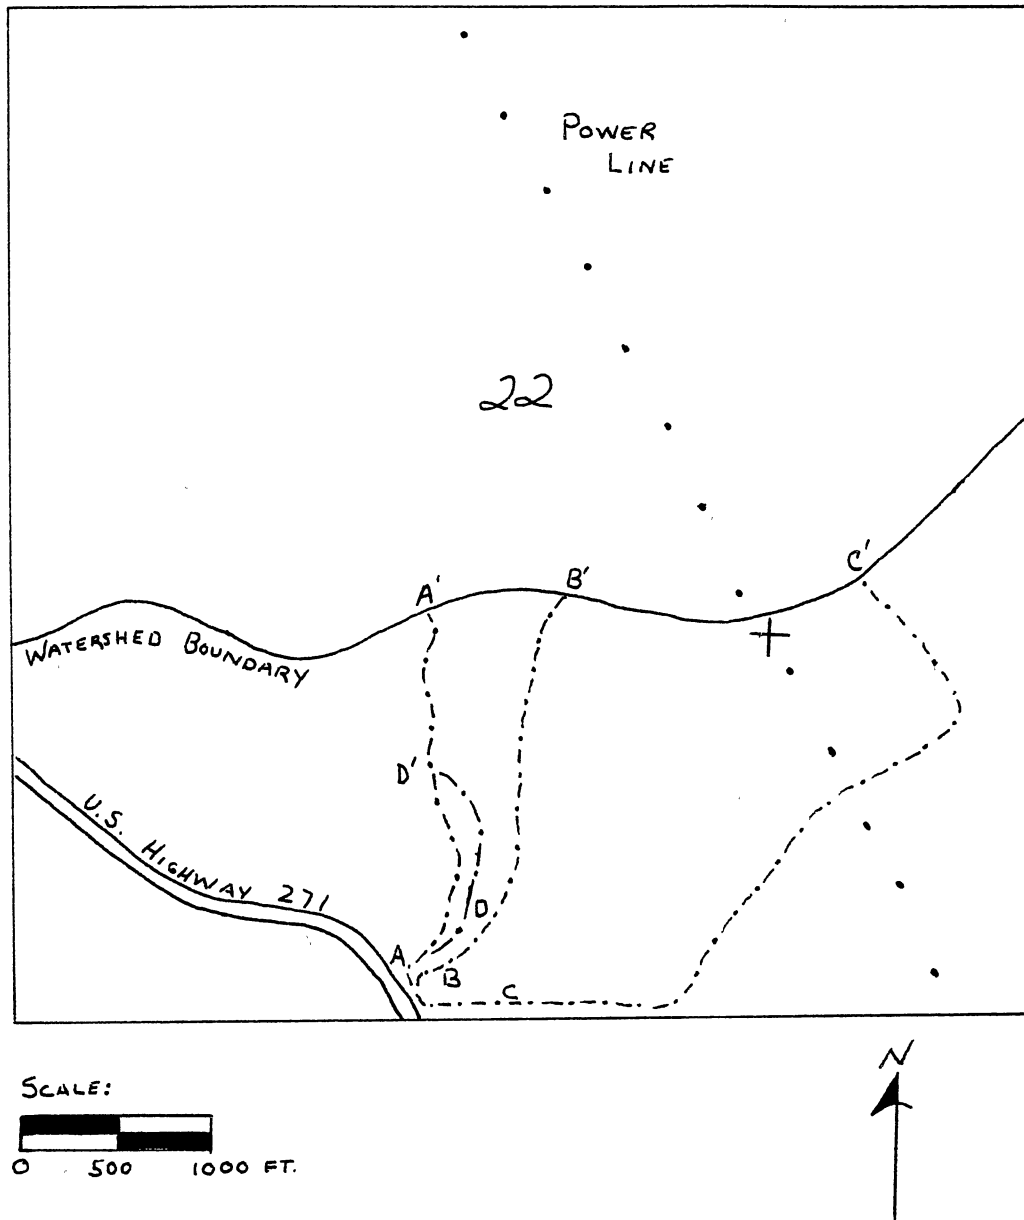 POWER
LINE
22
A'
B'
C'
WATERSHED BOUNDARY
D'
U.S. HIGHWAY 271
D
A
B
C
N
SCALE:
0 500 1000 FT.